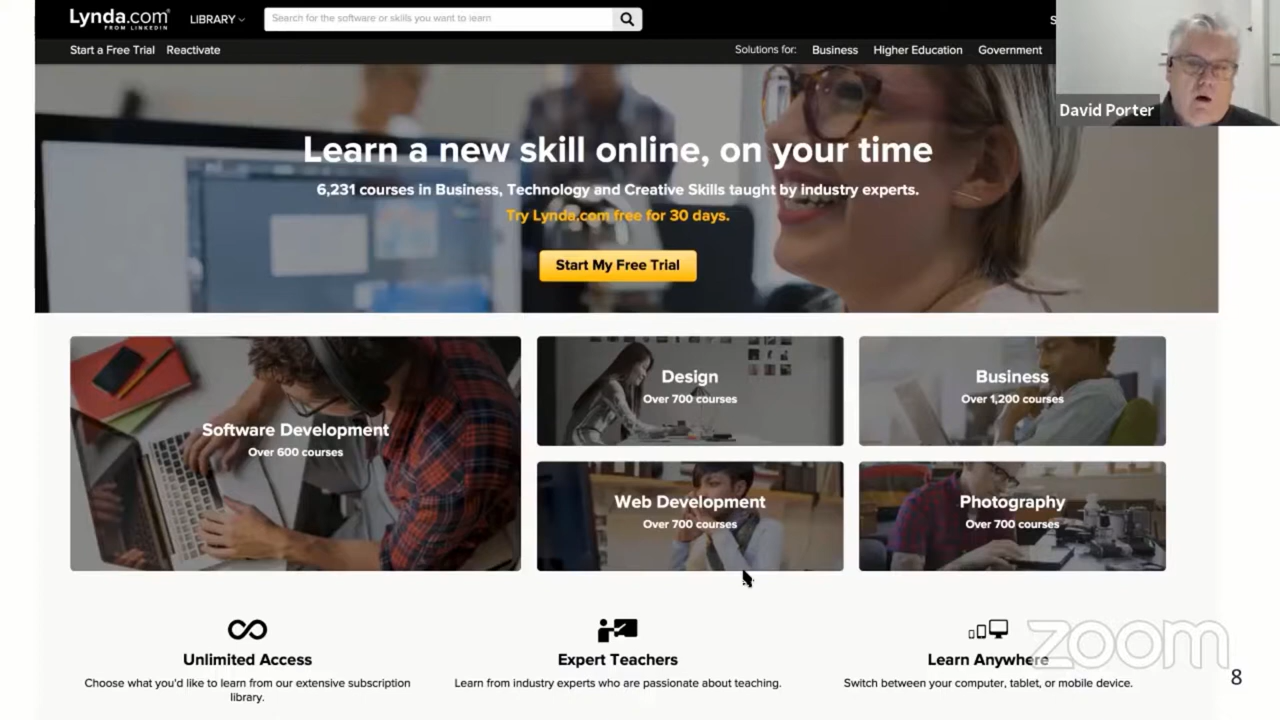 Lynda.com
FROM LINKEDIN
LIBRARY
Search for the software or skills you want to learn
S
Start a Free Trial
Reactivate
Solutions for:
Business
Higher Education
Government
David Porter
Learn a new skill online, on your time
6,231 courses in Business, Technology and Creative Skills taught by industry experts.
Try Lynda.com free for 30 days.
Start My Free Trial
Software Development
Over 600 courses
Design
Over 700 courses
Business
Over 1,200 courses
Web Development
Over 700 courses
Photography
Over 700 courses
Unlimited Access
Choose what you'd like to learn from our extensive subscription
library.
Expert Teachers
Learn from industry experts who are passionate about teaching.
Learn Anywhere
Switch between your computer, tablet, or mobile device.
zoom
8